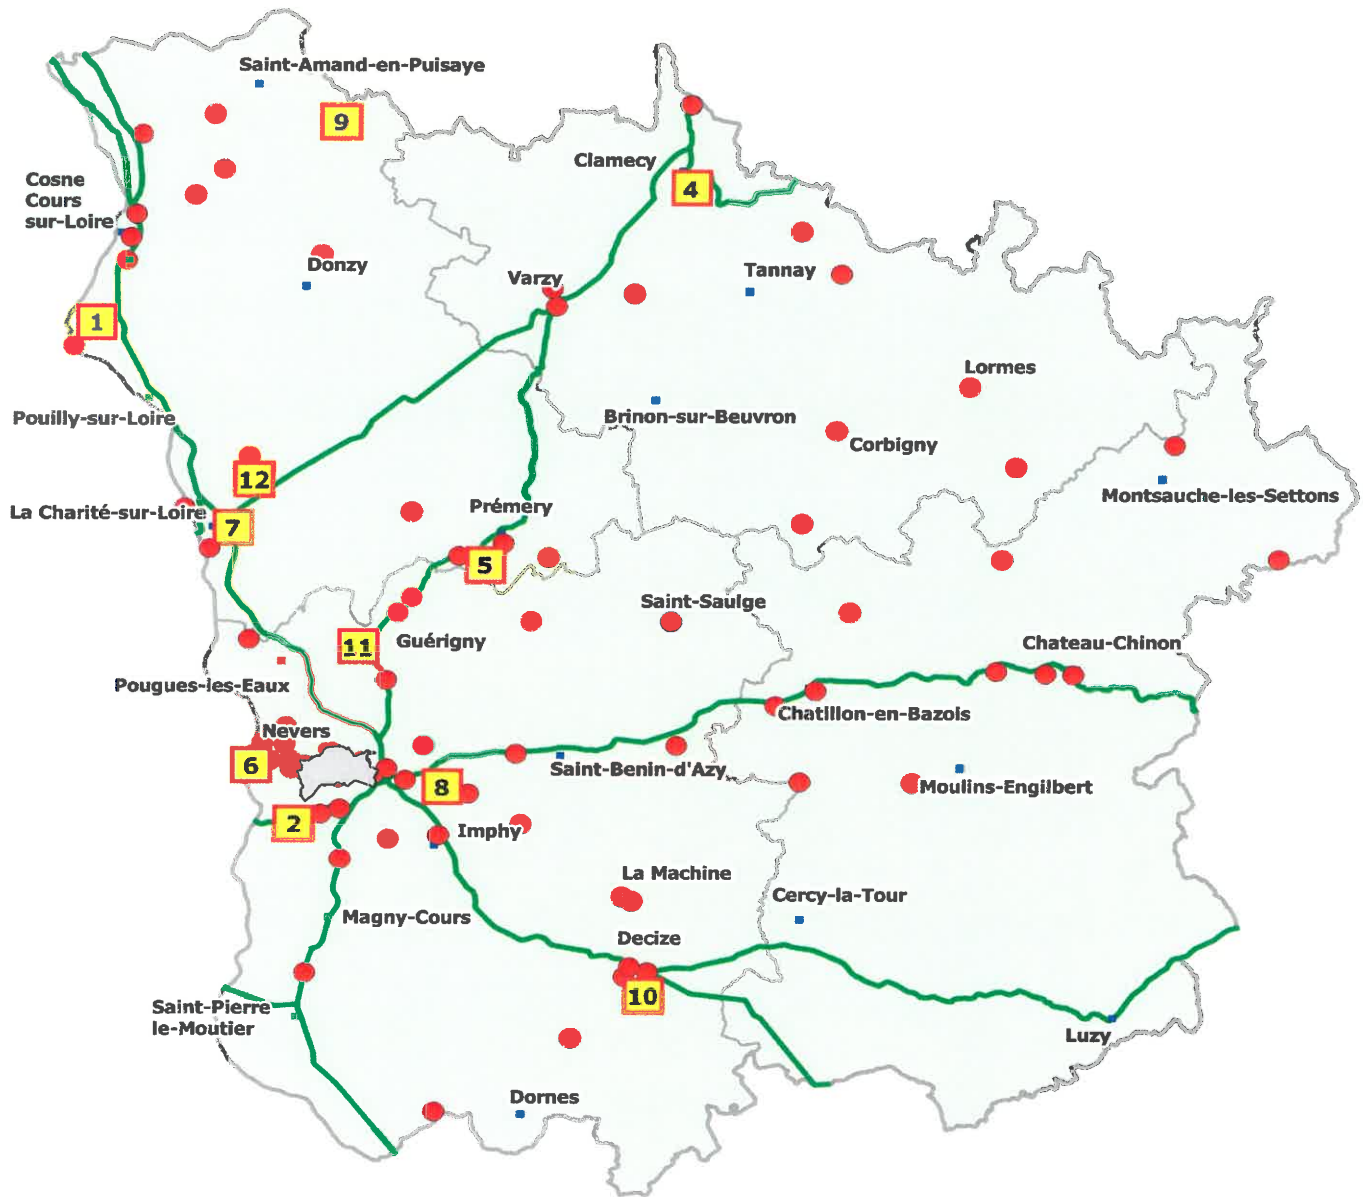 Saint-Amand-en-Puisaye
9
Clamecy
4
Cosne
Cours
sur-Loire
Donzy
Varzy
Tannay
1
Lormes
Pouilly-sur-Loire
Brinon-sur-Beuvron
Corbigny
12
Montsauche-les-Settons
La Charité-sur-Loire
7
Prémery
5
Saint-Saulge
11
Guérigny
Chateau-Chinon
Pougues-les-Eaux
Chatillon-en-Bazois
Nevers
6
Saint-Benin-d'Azy
8
Moulins-Engilbert
2
Imphy
La Machine
Cercy-la-Tour
Magny-Cours
Decize
10
Saint-Pierre
le-Moutier
Luzy
Dornes